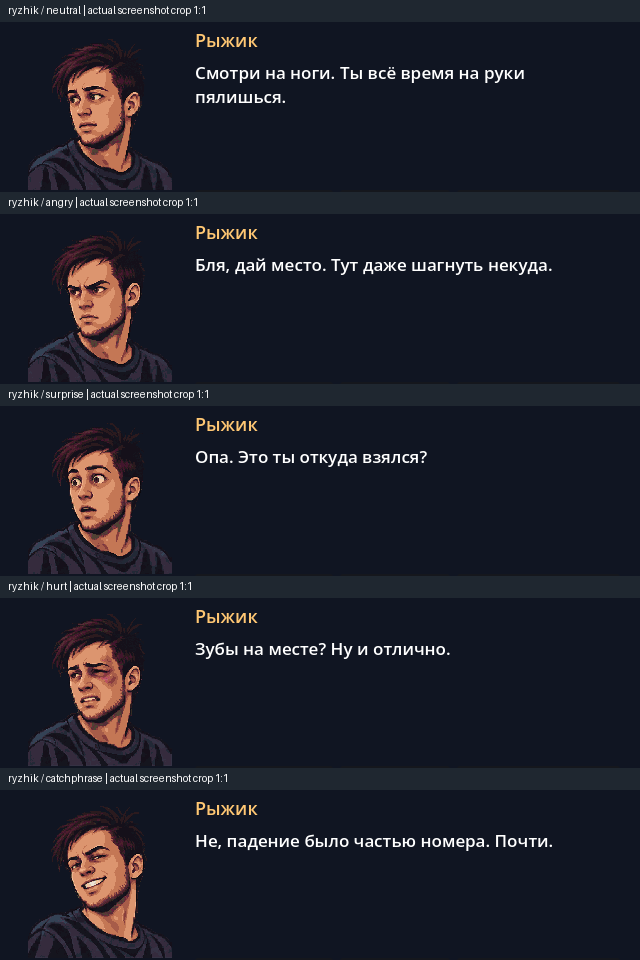 ryzhik / neutral | actual screenshot crop 1:1
Рыжик
Смотри на ноги. Ты всё время на руки
пялишься.
ryzhik / angry | actual screenshot crop 1:1
Рыжик
Бля, дай место. Тут даже шагнуть некуда.
ryzhik / surprise | actual screenshot crop 1:1
Рыжик
Опа. Это ты откуда взялся?
ryzhik / hurt | actual screenshot crop 1:1
Рыжик
Зубы на месте? Ну и отлично.
ryzhik / catchphrase | actual screenshot crop 1:1
Рыжик
Не, падение было частью номера. Почти.